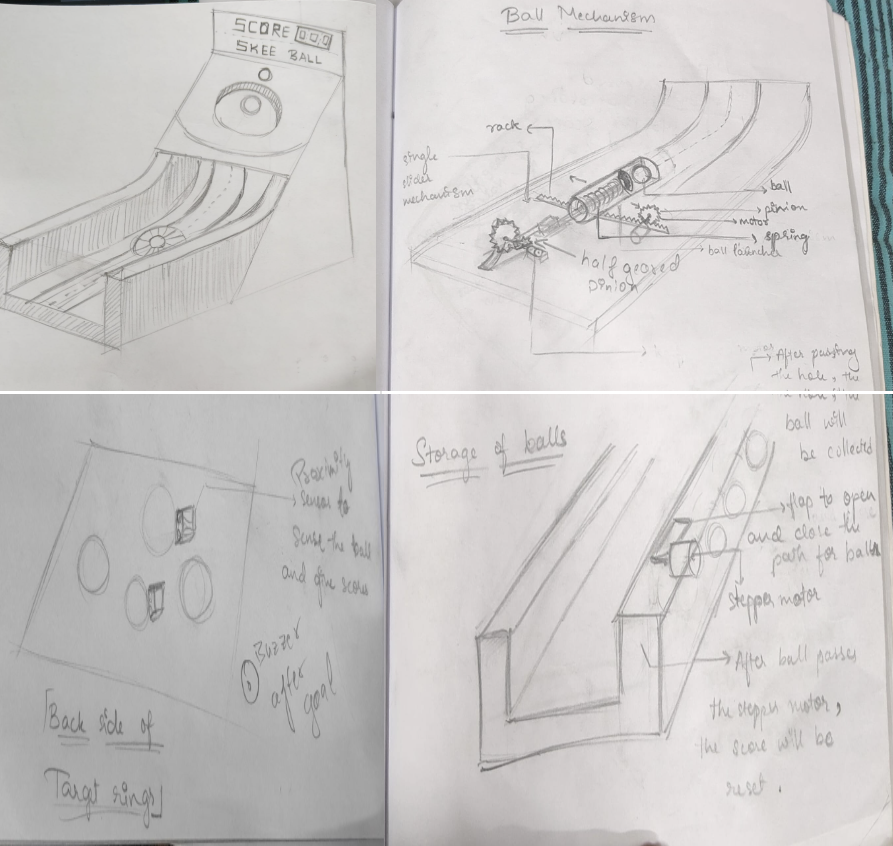 SCORE 000
SKEE BALL
Ball Mechanism
rack
single
slider
mechanism
ball
pinion
motor
spring
ball launcher
half geared
pinion
Proximity
sensor to
sense the ball
and give score
Buzzer
after
goal
Back side of
Target rings
Storage of balls
After passing
the hole, the
ball will
be collected
flap to open
and close the
path for balls
stepper motor
After ball passes
the stepper motor,
the score will be
reset.